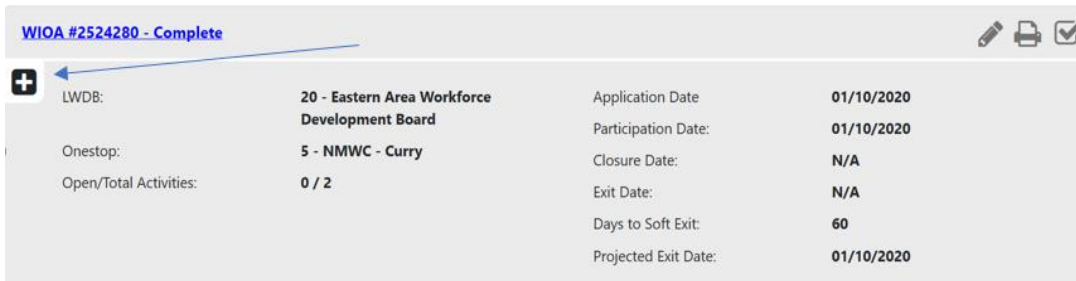 WIOA #2524280 - Complete
LWDB:
20 - Eastern Area Workforce
Development Board
Onestop:
5 - NMWC - Curry
Open/Total Activities:
0 / 2
Application Date
01/10/2020
Participation Date:
01/10/2020
Closure Date:
N/A
Exit Date:
N/A
Days to Soft Exit:
60
Projected Exit Date:
01/10/2020